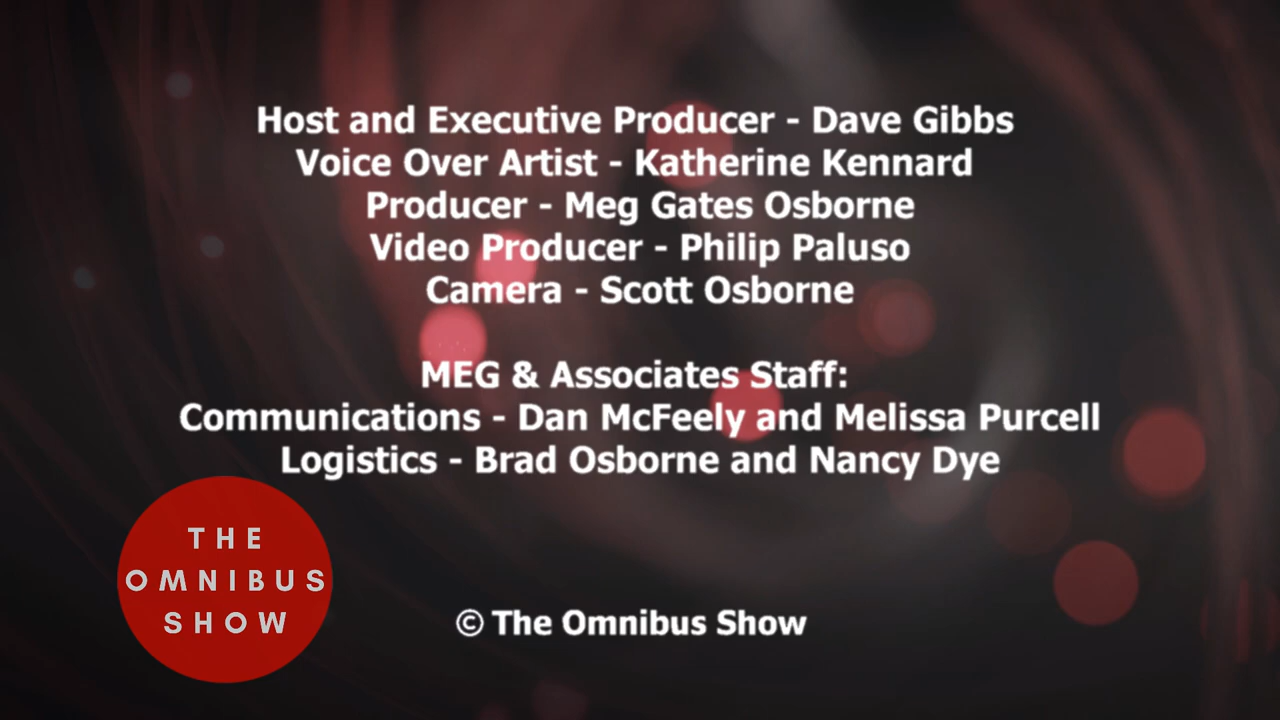 Host and Executive Producer - Dave Gibbs
Voice Over Artist - Katherine Kennard
Producer - Meg Gates Osborne
Video Producer - Philip Paluso
Camera - Scott Osborne
MEG & Associates Staff:
Communications - Dan McFeely and Melissa Purcell
Logistics - Brad Osborne and Nancy Dye
THE
OMNIBUS
SHOW
© The Omnibus Show